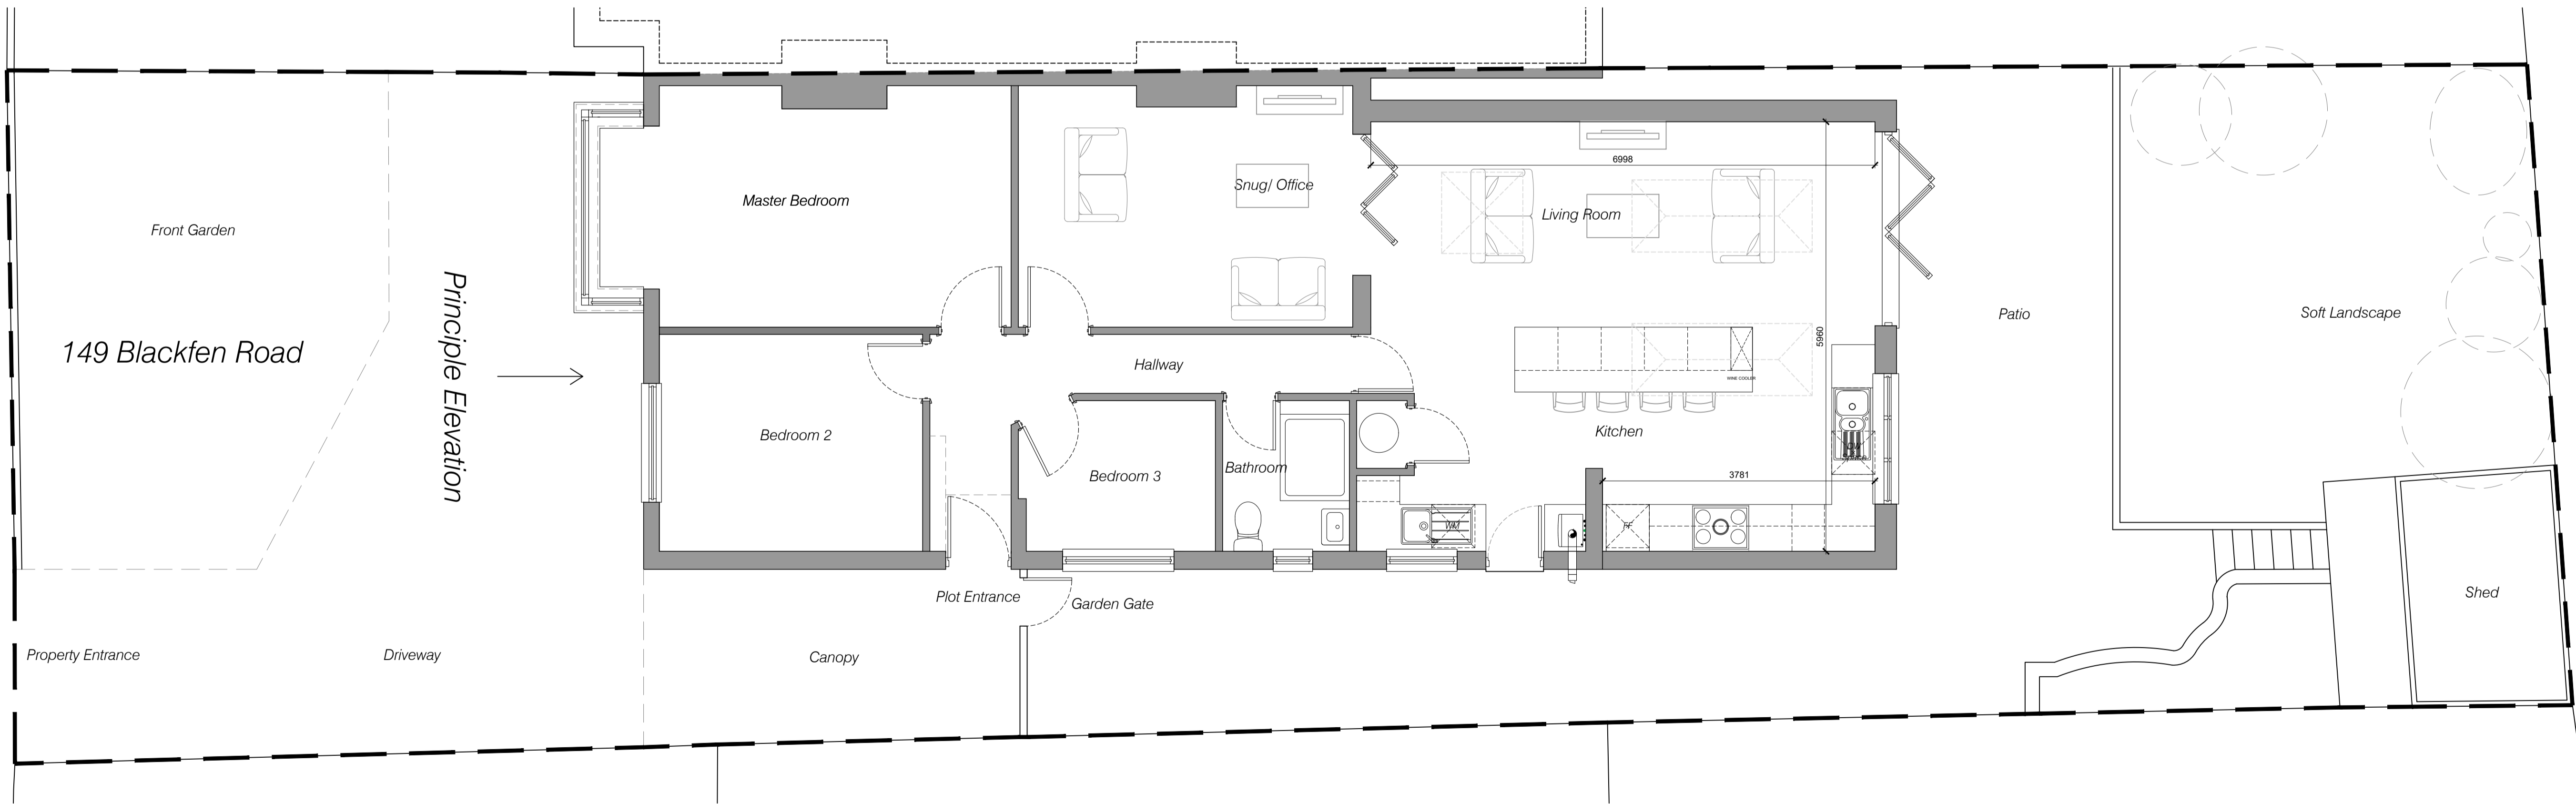 Front Garden
149 Blackfen Road
Principle Elevation
Property Entrance
Driveway
Canopy
Master Bedroom
Bedroom 2
Plot Entrance
Garden Gate
Snug/ Office
Hallway
Bedroom 3
Bathroom
6998
Living Room
5960
WINE COOLER
Kitchen
3781
WM
FF
DW
Patio
Soft Landscape
Shed